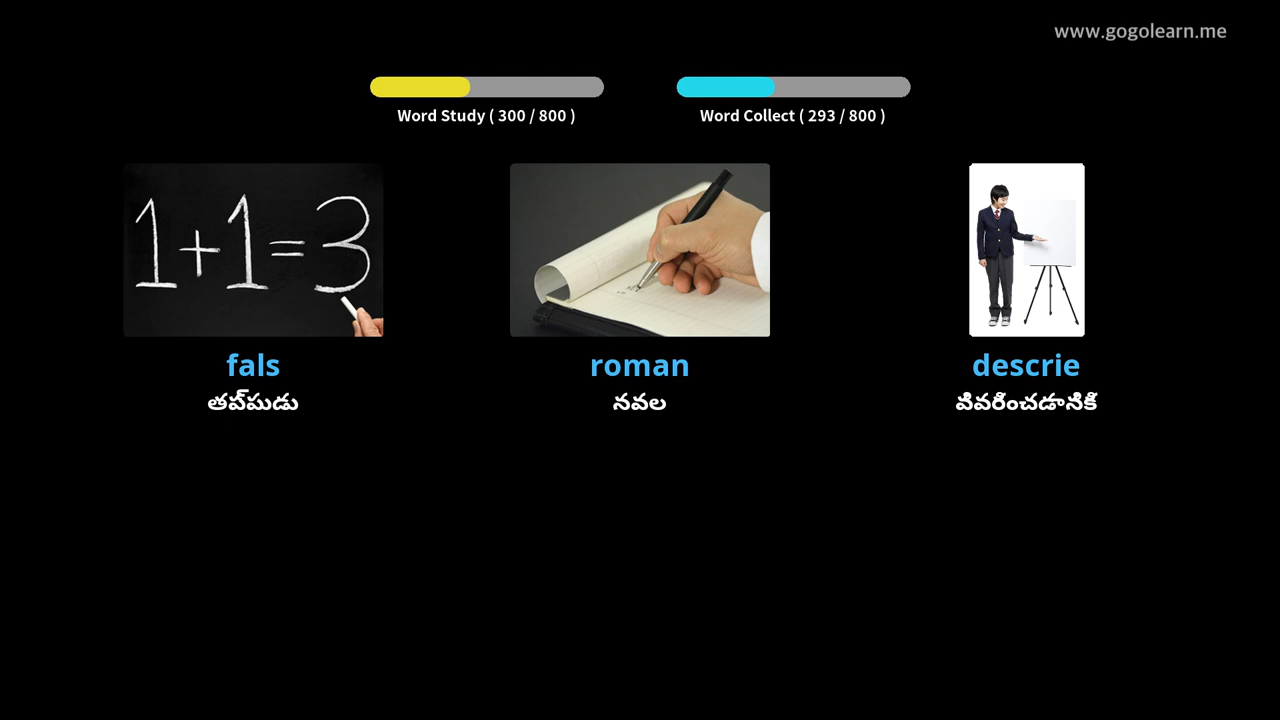 www.gogolearn.me
Word Study ( 300 / 800 )
Word Collect ( 293 / 800 )
1+1=3
fals
roman
descrie
తప్పుడు
నవల
వివరించడానికి